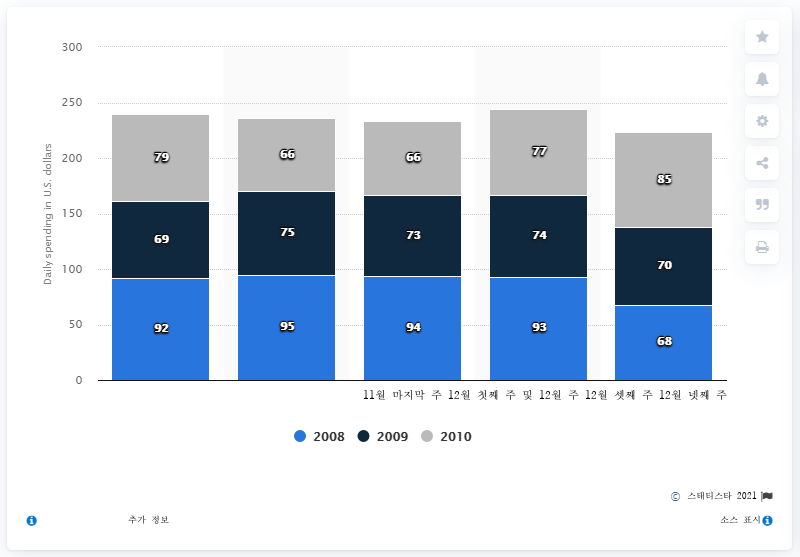 300
250
200
150
100
50
0
Daily spending in U.S. dollars
79 66 66 77 85
69 75 73 74 70
92 95 94 93 68
11월 마지막 주 12월 첫째 주 및 12월 주 12월 셋째 주 12월 넷째 주
2008 2009 2010
© 스태티스타 2021
추가 정보
소스 표시